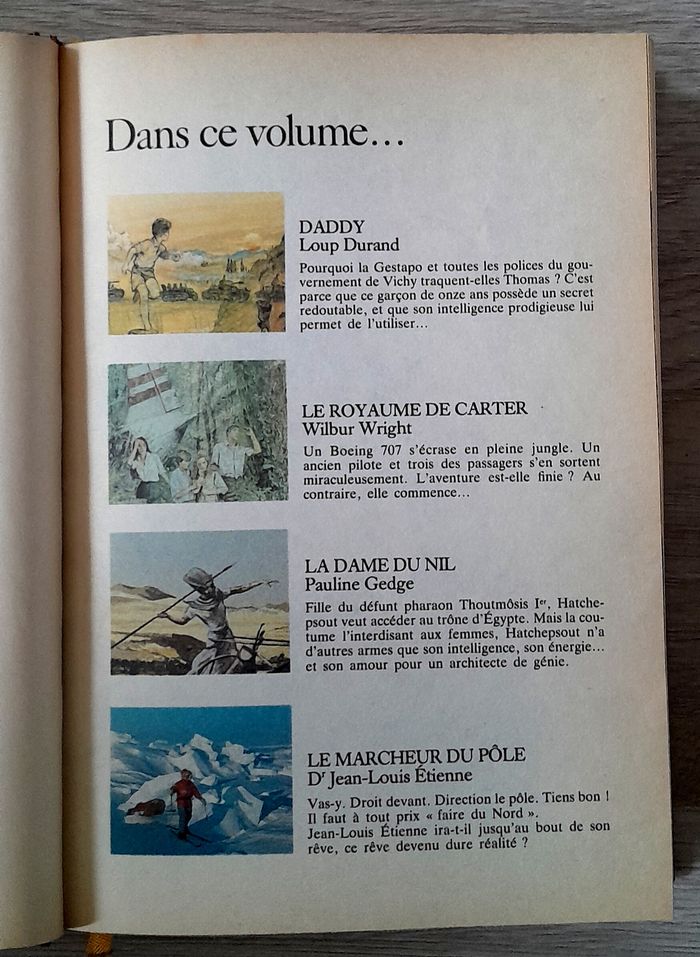 Dans ce volume...
DADDY
Loup Durand
Pourquoi la Gestapo et toutes les polices du gou-
vernement de Vichy traquent-elles Thomas ? C'est
parce que ce garçon de onze ans possède un secret
redoutable, et que son intelligence prodigieuse lui
permet de l'utiliser...
LE ROYAUME DE CARTER
Wilbur Wright
Un Boeing 707 s'écrase en pleine jungle. Un
ancien pilote et trois des passagers s'en sortent
miraculeusement. L'aventure est-elle finie ? Au
contraire, elle commence...
LA DAME DU NIL
Pauline Gedge
Fille du défunt pharaon Thoutmôsis Ier, Hatche-
psout veut accéder au trône d'Égypte. Mais la cou-
tume l'interdisant aux femmes, Hatchepsout n'a
d'autres armes que son intelligence, son énergie...
et son amour pour un architecte de génie.
LE MARCHEUR DU PÔLE
Dr Jean-Louis Étienne
Vas-y. Droit devant. Direction le pôle. Tiens bon !
Il faut à tout prix « faire du Nord ».
Jean-Louis Étienne ira-t-il jusqu'au bout de son
rêve, ce rêve devenu dure réalité ?